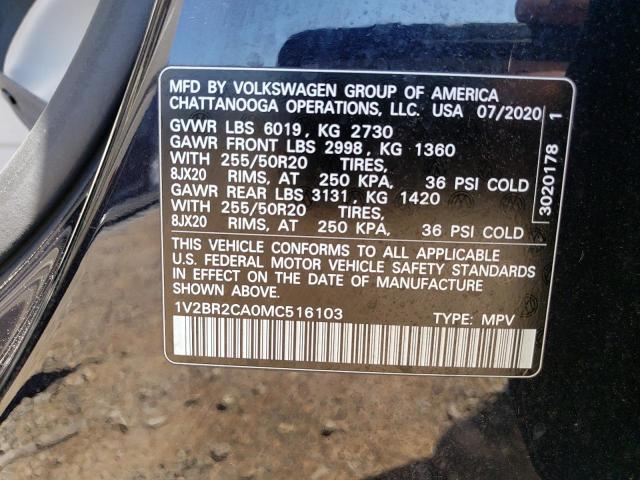 MFD BY VOLKSWAGEN GROUP OF AMERICA
CHATTANOOGA OPERATIONS, LLC. USA 07/2020
GVWR LBS 6019, KG 2730
GAWR FRONT LBS 2998, KG 1360
WITH 255/50R20 TIRES,
8JX20 RIMS, AT 250 KPA, 36 PSI COLD
GAWR REAR LBS 3131, KG 1420
WITH 255/50R20 TIRES,
8JX20 RIMS, AT 250 KPA, 36 PSI COLD
THIS VEHICLE CONFORMS TO ALL APPLICABLE
U.S. FEDERAL MOTOR VEHICLE SAFETY STANDARDS
IN EFFECT ON THE DATE OF MANUFACTURE
SHOWN ABOVE.
1V2BR2CA0MC516103 TYPE: MPV
3020178 1